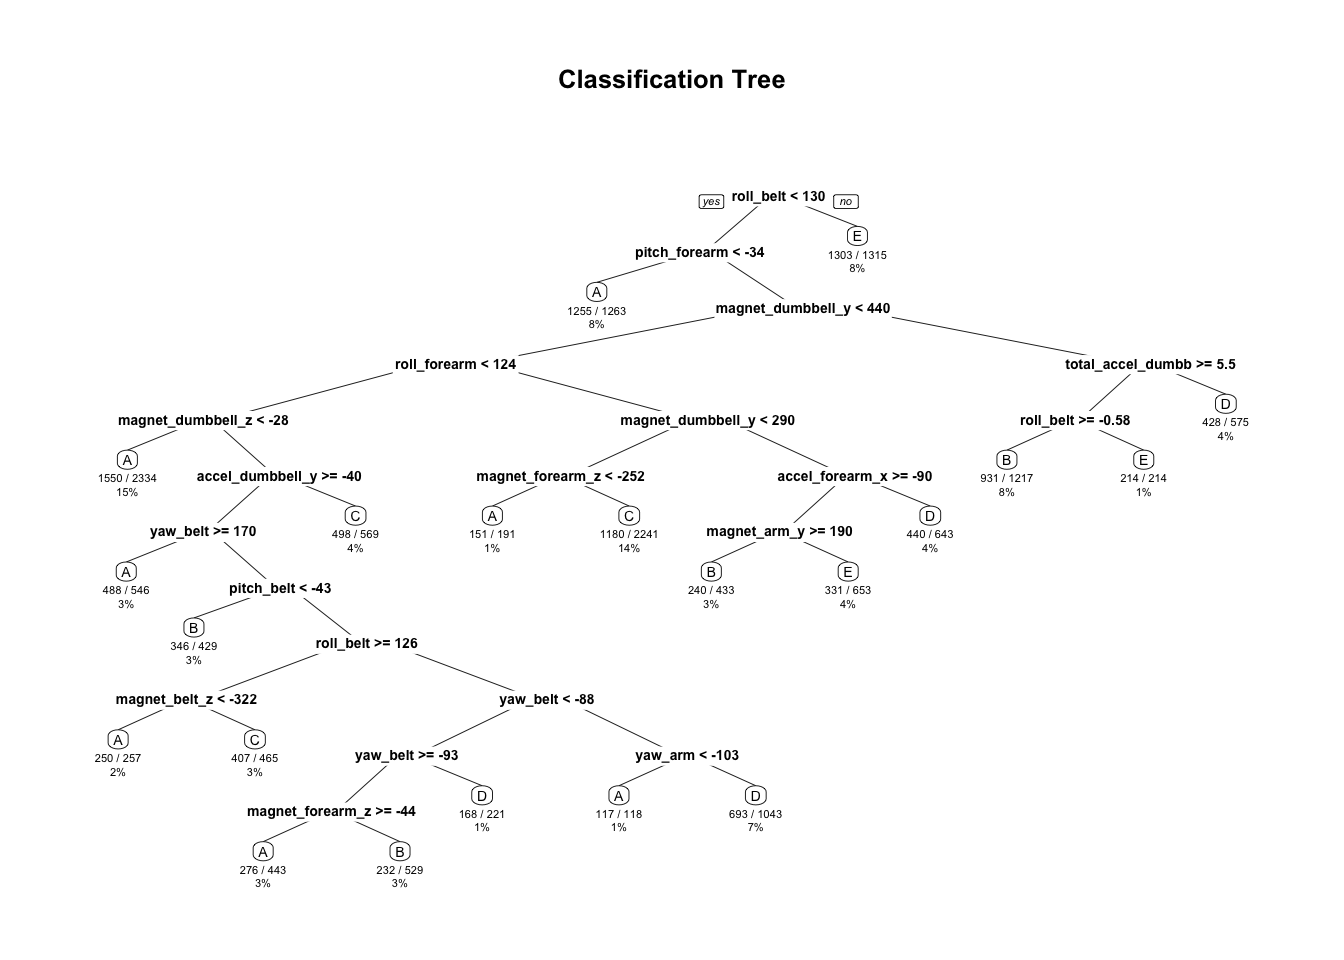 Classification Tree
yes
roll_belt < 130
no
E
1303 / 1315
8%
pitch_forearm < -34
A
1255 / 1263
8%
magnet_dumbbell_y < 440
roll_forearm < 124
total_accel_dumbb >= 5.5
D
428 / 575
4%
magnet_dumbbell_z < -28
magnet_dumbbell_y < 290
roll_belt >= -0.58
A
1550 / 2334
15%
B
931 / 1217
8%
E
214 / 214
1%
accel_dumbbell_y >= -40
magnet_forearm_z < -252
accel_forearm_x >= -90
C
498 / 569
4%
A
151 / 191
1%
C
1180 / 2241
14%
D
440 / 643
4%
yaw_belt >= 170
magnet_arm_y >= 190
A
488 / 546
3%
B
240 / 433
3%
E
331 / 653
4%
pitch_belt < -43
B
346 / 429
3%
roll_belt >= 126
magnet_belt_z < -322
yaw_belt < -88
A
250 / 257
2%
C
407 / 465
3%
yaw_belt >= -93
yaw_arm < -103
D
168 / 221
1%
A
117 / 118
1%
D
693 / 1043
7%
magnet_forearm_z >= -44
A
276 / 443
3%
B
232 / 529
3%